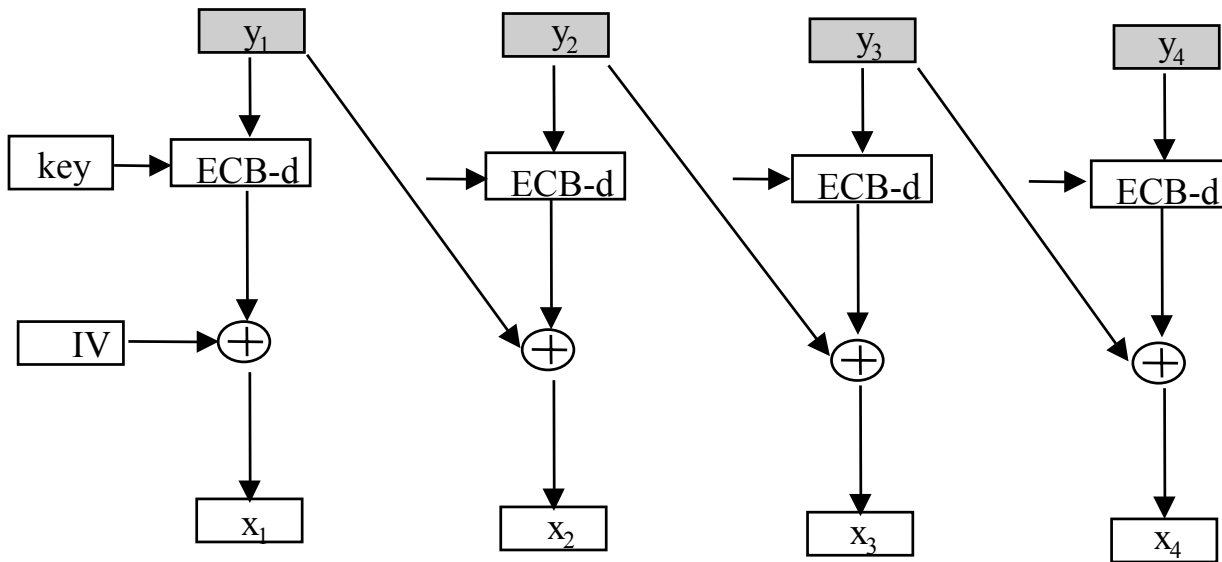 y₁ y₂ y₃ y₄
key ECB-d ECB-d ECB-d ECB-d
IV
x₁ x₂ x₃ x₄